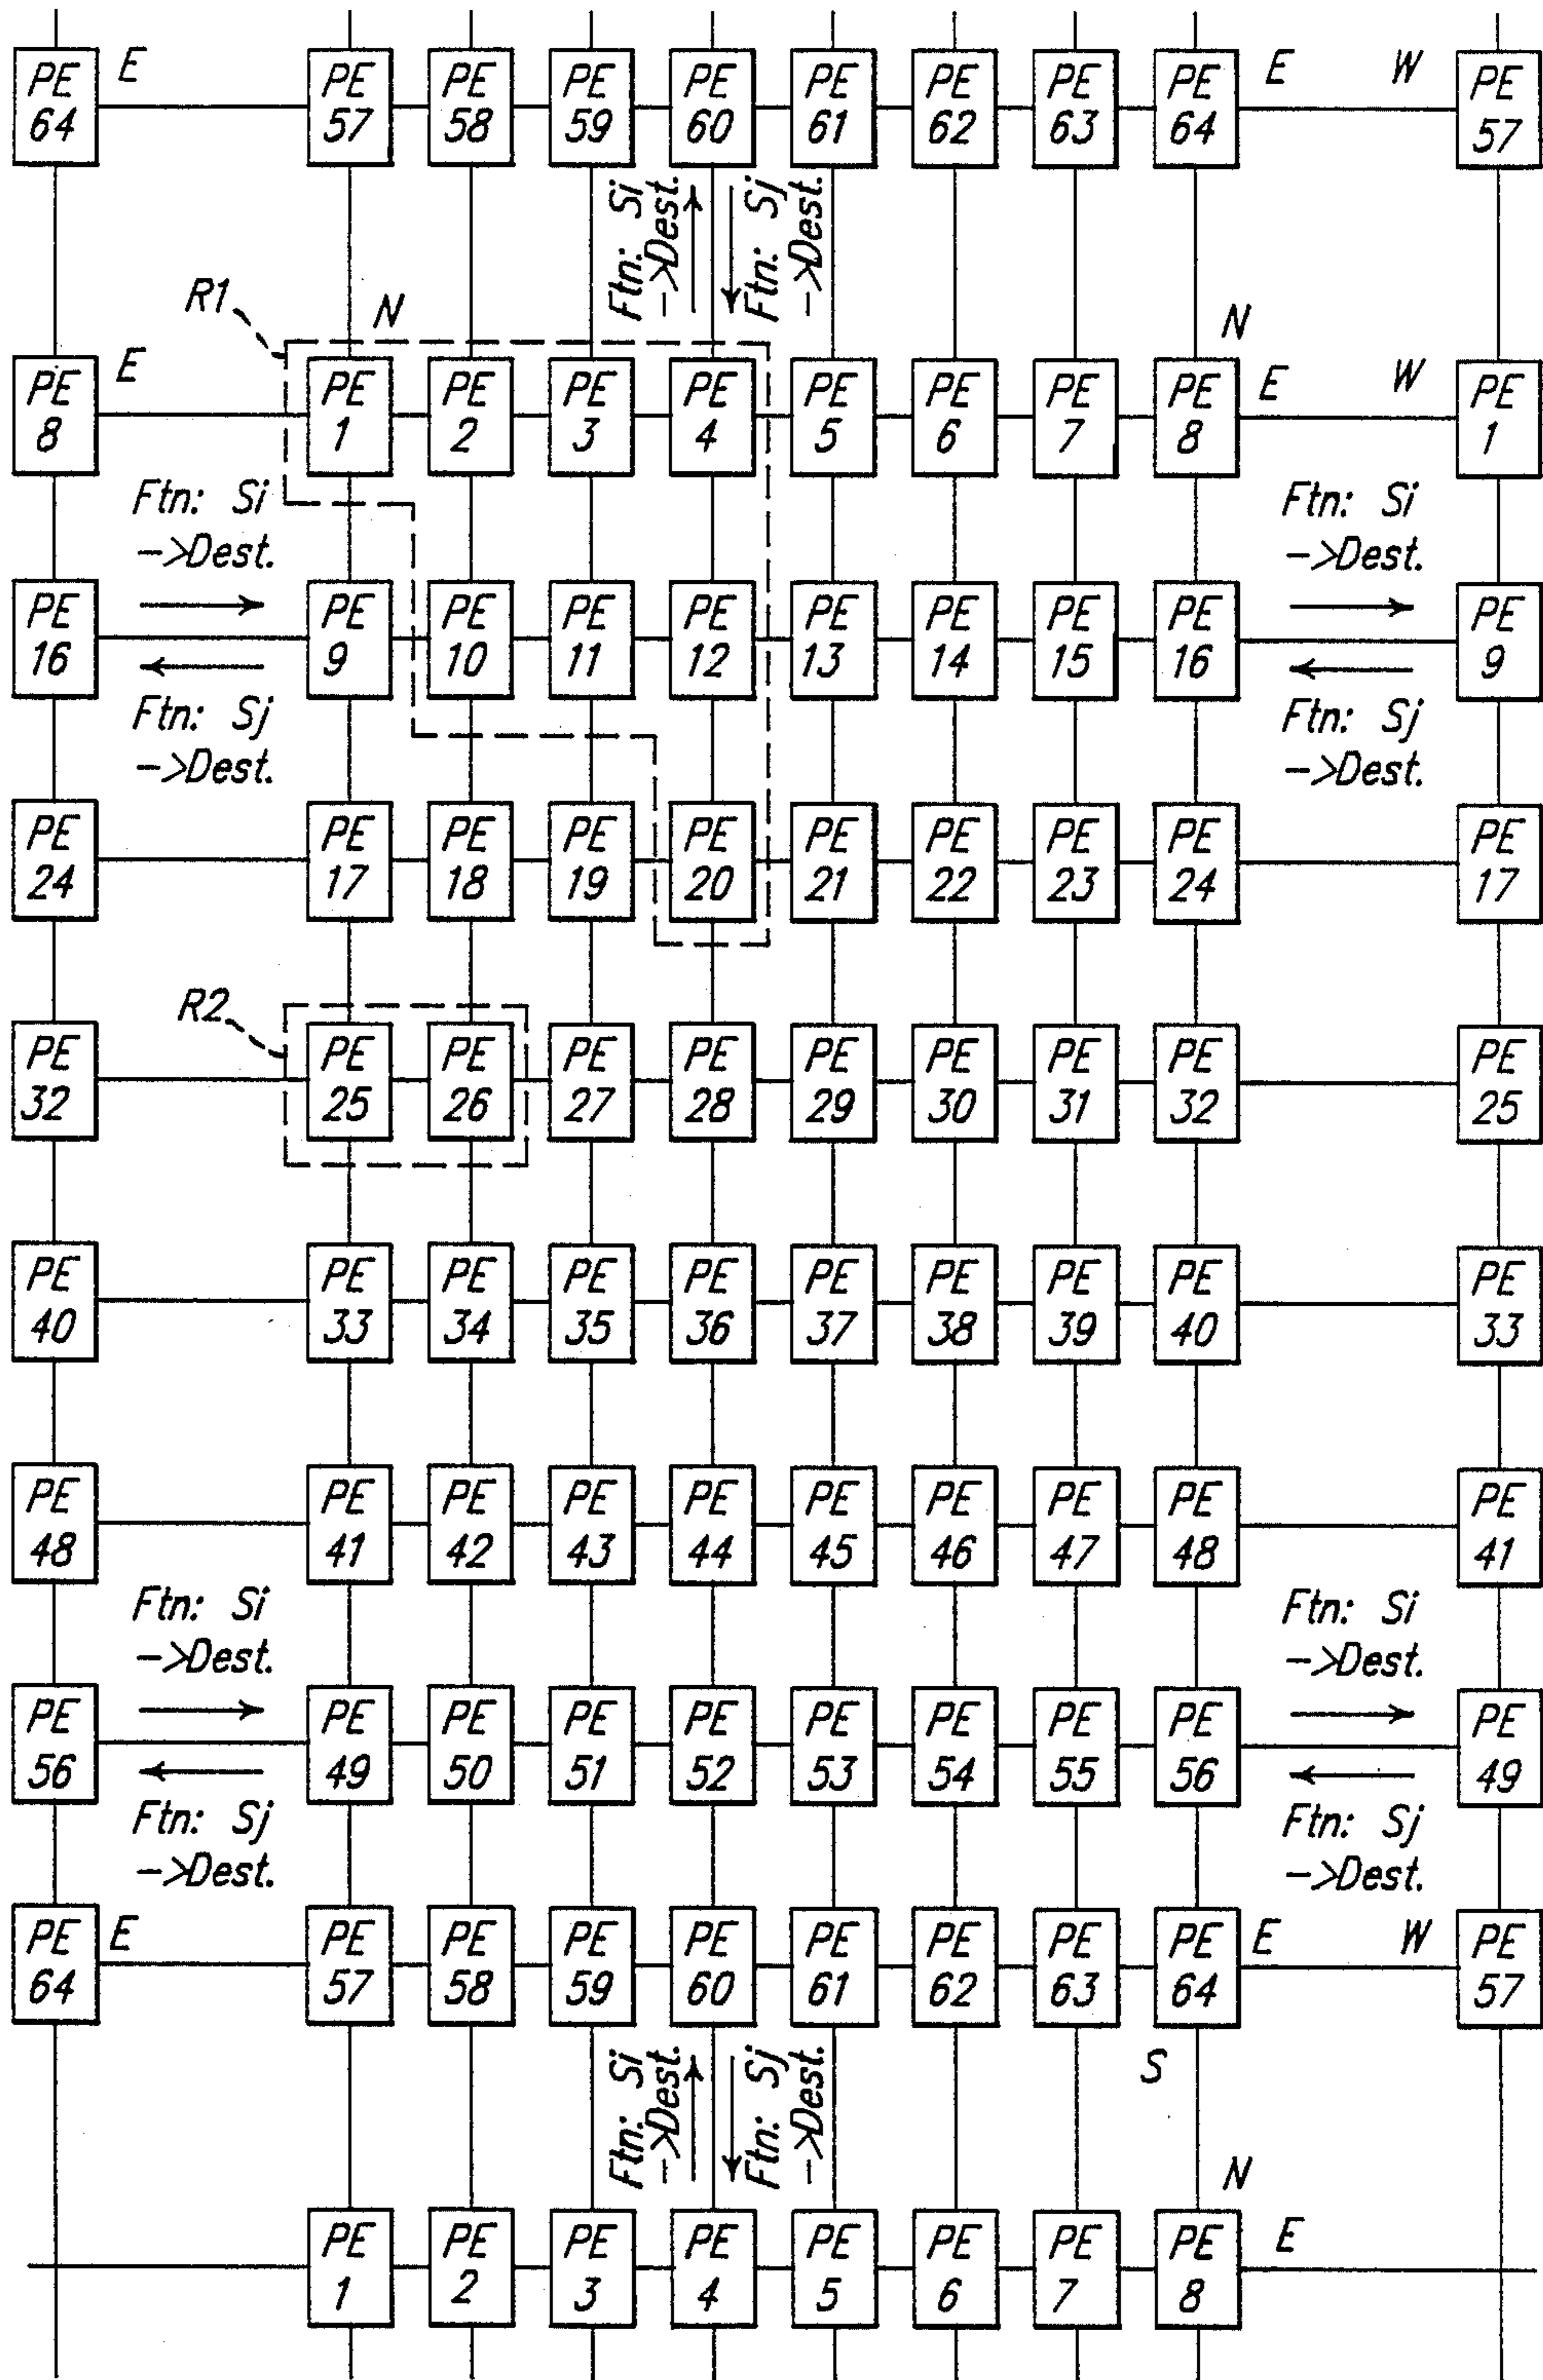 PE 64 E PE 57 PE 58 PE 59 PE 60 PE 61 PE 62 PE 63 PE 64 E W PE 57
Ftn: Si
->Dest.
Ftn: Sj
->Dest.
R1
N
N
PE 8 E PE 1 PE 2 PE 3 PE 4 PE 5 PE 6 PE 7 PE 8 E W PE 1
Ftn: Si
->Dest.
Ftn: Si
->Dest.
PE 16 PE 9 PE 10 PE 11 PE 12 PE 13 PE 14 PE 15 PE 16 PE 9
Ftn: Sj
->Dest.
Ftn: Sj
->Dest.
PE 24 PE 17 PE 18 PE 19 PE 20 PE 21 PE 22 PE 23 PE 24 PE 17
R2
PE 32 PE 25 PE 26 PE 27 PE 28 PE 29 PE 30 PE 31 PE 32 PE 25
PE 40 PE 33 PE 34 PE 35 PE 36 PE 37 PE 38 PE 39 PE 40 PE 33
PE 48 PE 41 PE 42 PE 43 PE 44 PE 45 PE 46 PE 47 PE 48 PE 41
Ftn: Si
->Dest.
Ftn: Si
->Dest.
PE 56 PE 49 PE 50 PE 51 PE 52 PE 53 PE 54 PE 55 PE 56 PE 49
Ftn: Sj
->Dest.
Ftn: Sj
->Dest.
PE 64 E PE 57 PE 58 PE 59 PE 60 PE 61 PE 62 PE 63 PE 64 E W PE 57
Ftn: Si
->Dest.
Ftn: Sj
->Dest.
S
N
PE 1 PE 2 PE 3 PE 4 PE 5 PE 6 PE 7 PE 8 E